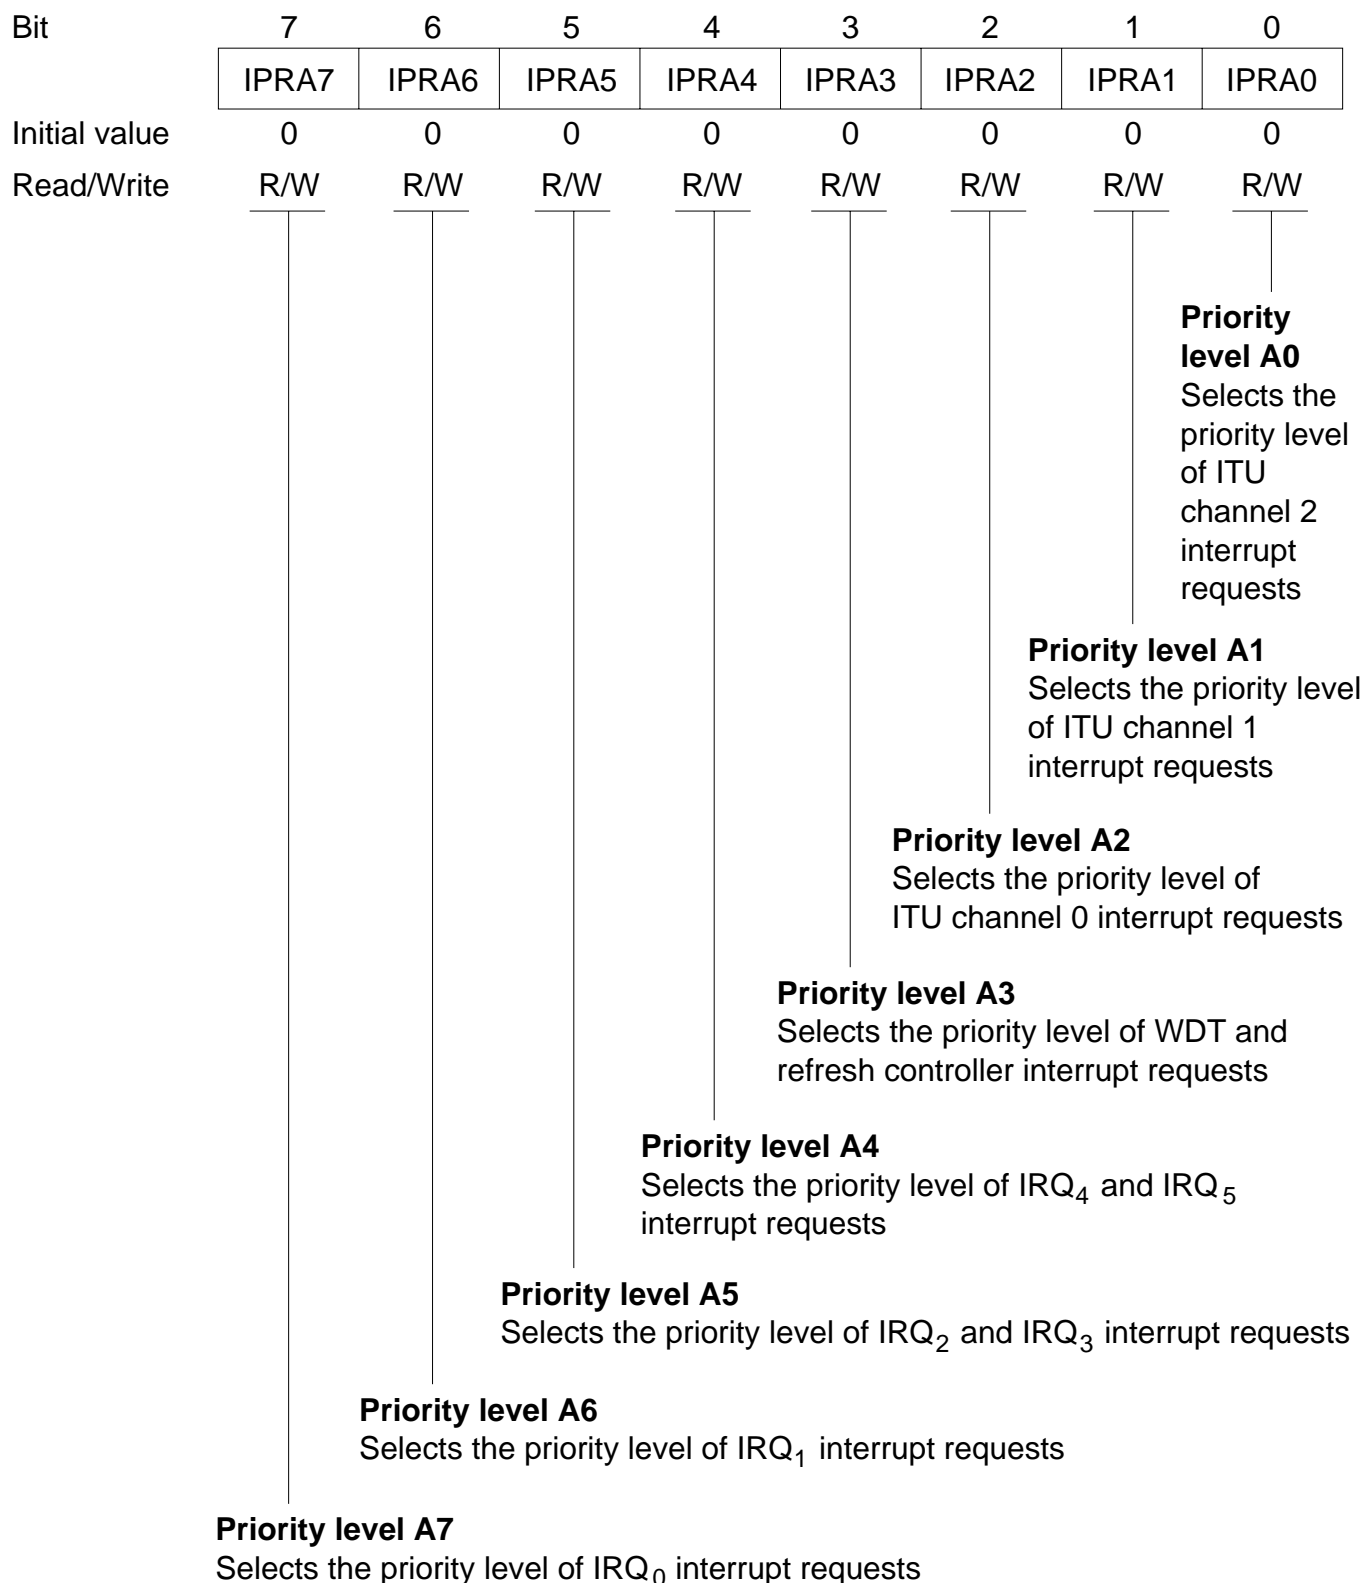 Bit 7 6 5 4 3 2 1 0
IPRA7 IPRA6 IPRA5 IPRA4 IPRA3 IPRA2 IPRA1 IPRA0
Initial value 0 0 0 0 0 0 0 0
Read/Write R/W R/W R/W R/W R/W R/W R/W R/W
Priority
level A0
Selects the
priority level
of ITU
channel 2
interrupt
requests
Priority level A1
Selects the priority level
of ITU channel 1
interrupt requests
Priority level A2
Selects the priority level of
ITU channel 0 interrupt requests
Priority level A3
Selects the priority level of WDT and
refresh controller interrupt requests
Priority level A4
Selects the priority level of IRQ₄ and IRQ₅
interrupt requests
Priority level A5
Selects the priority level of IRQ₂ and IRQ₃ interrupt requests
Priority level A6
Selects the priority level of IRQ₁ interrupt requests
Priority level A7
Selects the priority level of IRQ₀ interrupt requests